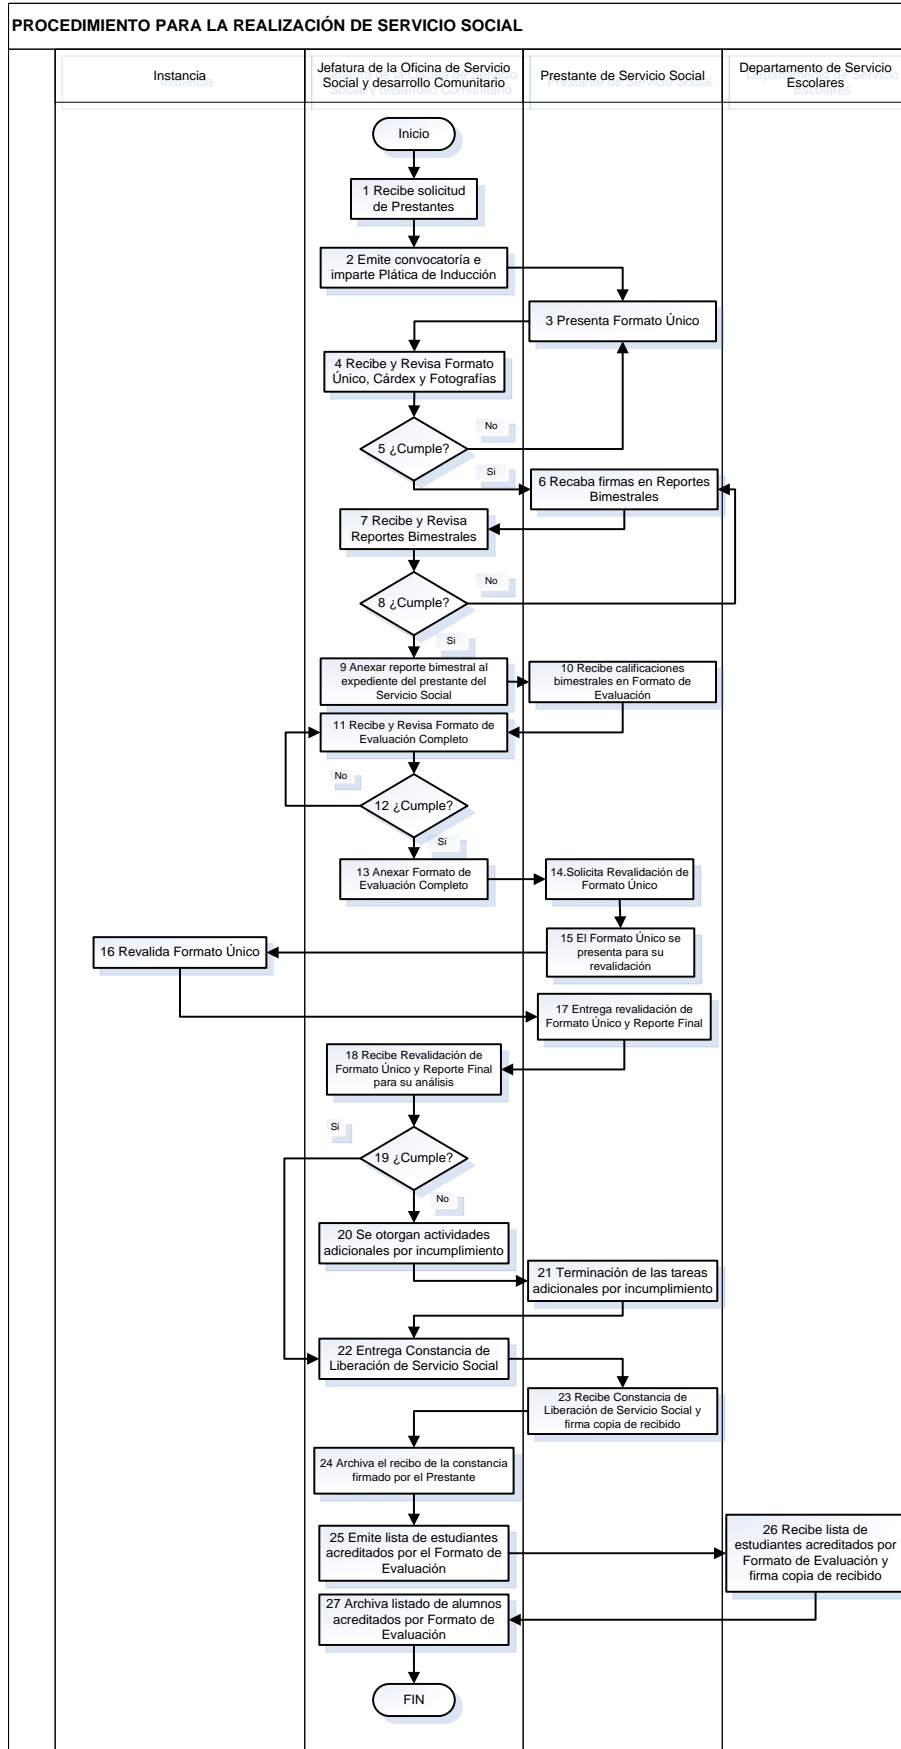 PROCEDIMIENTO PARA LA REALIZACIÓN DE SERVICIO SOCIAL
Instancia
Jefatura de la Oficina de Servicio
Social y desarrollo Comunitario
Prestante de Servicio Social
Departamento de Servicio
Escolares
Inicio
1 Recibe solicitud
de Prestantes
2 Emite convocatoría e
imparte Plática de Inducción
3 Presenta Formato Único
4 Recibe y Revisa Formato
Único, Cárdex y Fotografías
No
5 ¿Cumple?
Si
6 Recaba firmas en Reportes
Bimestrales
7 Recibe y Revisa
Reportes Bimestrales
No
8 ¿Cumple?
Si
9 Anexar reporte bimestral al
expediente del prestante del
Servicio Social
10 Recibe calificaciones
bimestrales en Formato de
Evaluación
11 Recibe y Revisa Formato de
Evaluación Completo
No
12 ¿Cumple?
Si
13 Anexar Formato de
Evaluación Completo
14.Solicita Revalidación de
Formato Único
15 El Formato Único se
presenta para su
revalidación
16 Revalida Formato Único
17 Entrega revalidación de
Formato Único y Reporte Final
18 Recibe Revalidación de
Formato Único y Reporte Final
para su análisis
Si
19 ¿Cumple?
No
20 Se otorgan actividades
adicionales por incumplimiento
21 Terminación de las tareas
adicionales por incumplimiento
22 Entrega Constancia de
Liberación de Servicio Social
23 Recibe Constancia de
Liberación de Servicio Social y
firma copia de recibido
24 Archiva el recibo de la constancia
firmado por el Prestante
25 Emite lista de estudiantes
acreditados por el Formato de
Evaluación
26 Recibe lista de
estudiantes acreditados por
Formato de Evaluación y
firma copia de recibido
27 Archiva listado de alumnos
acreditados por Formato de
Evaluación
FIN